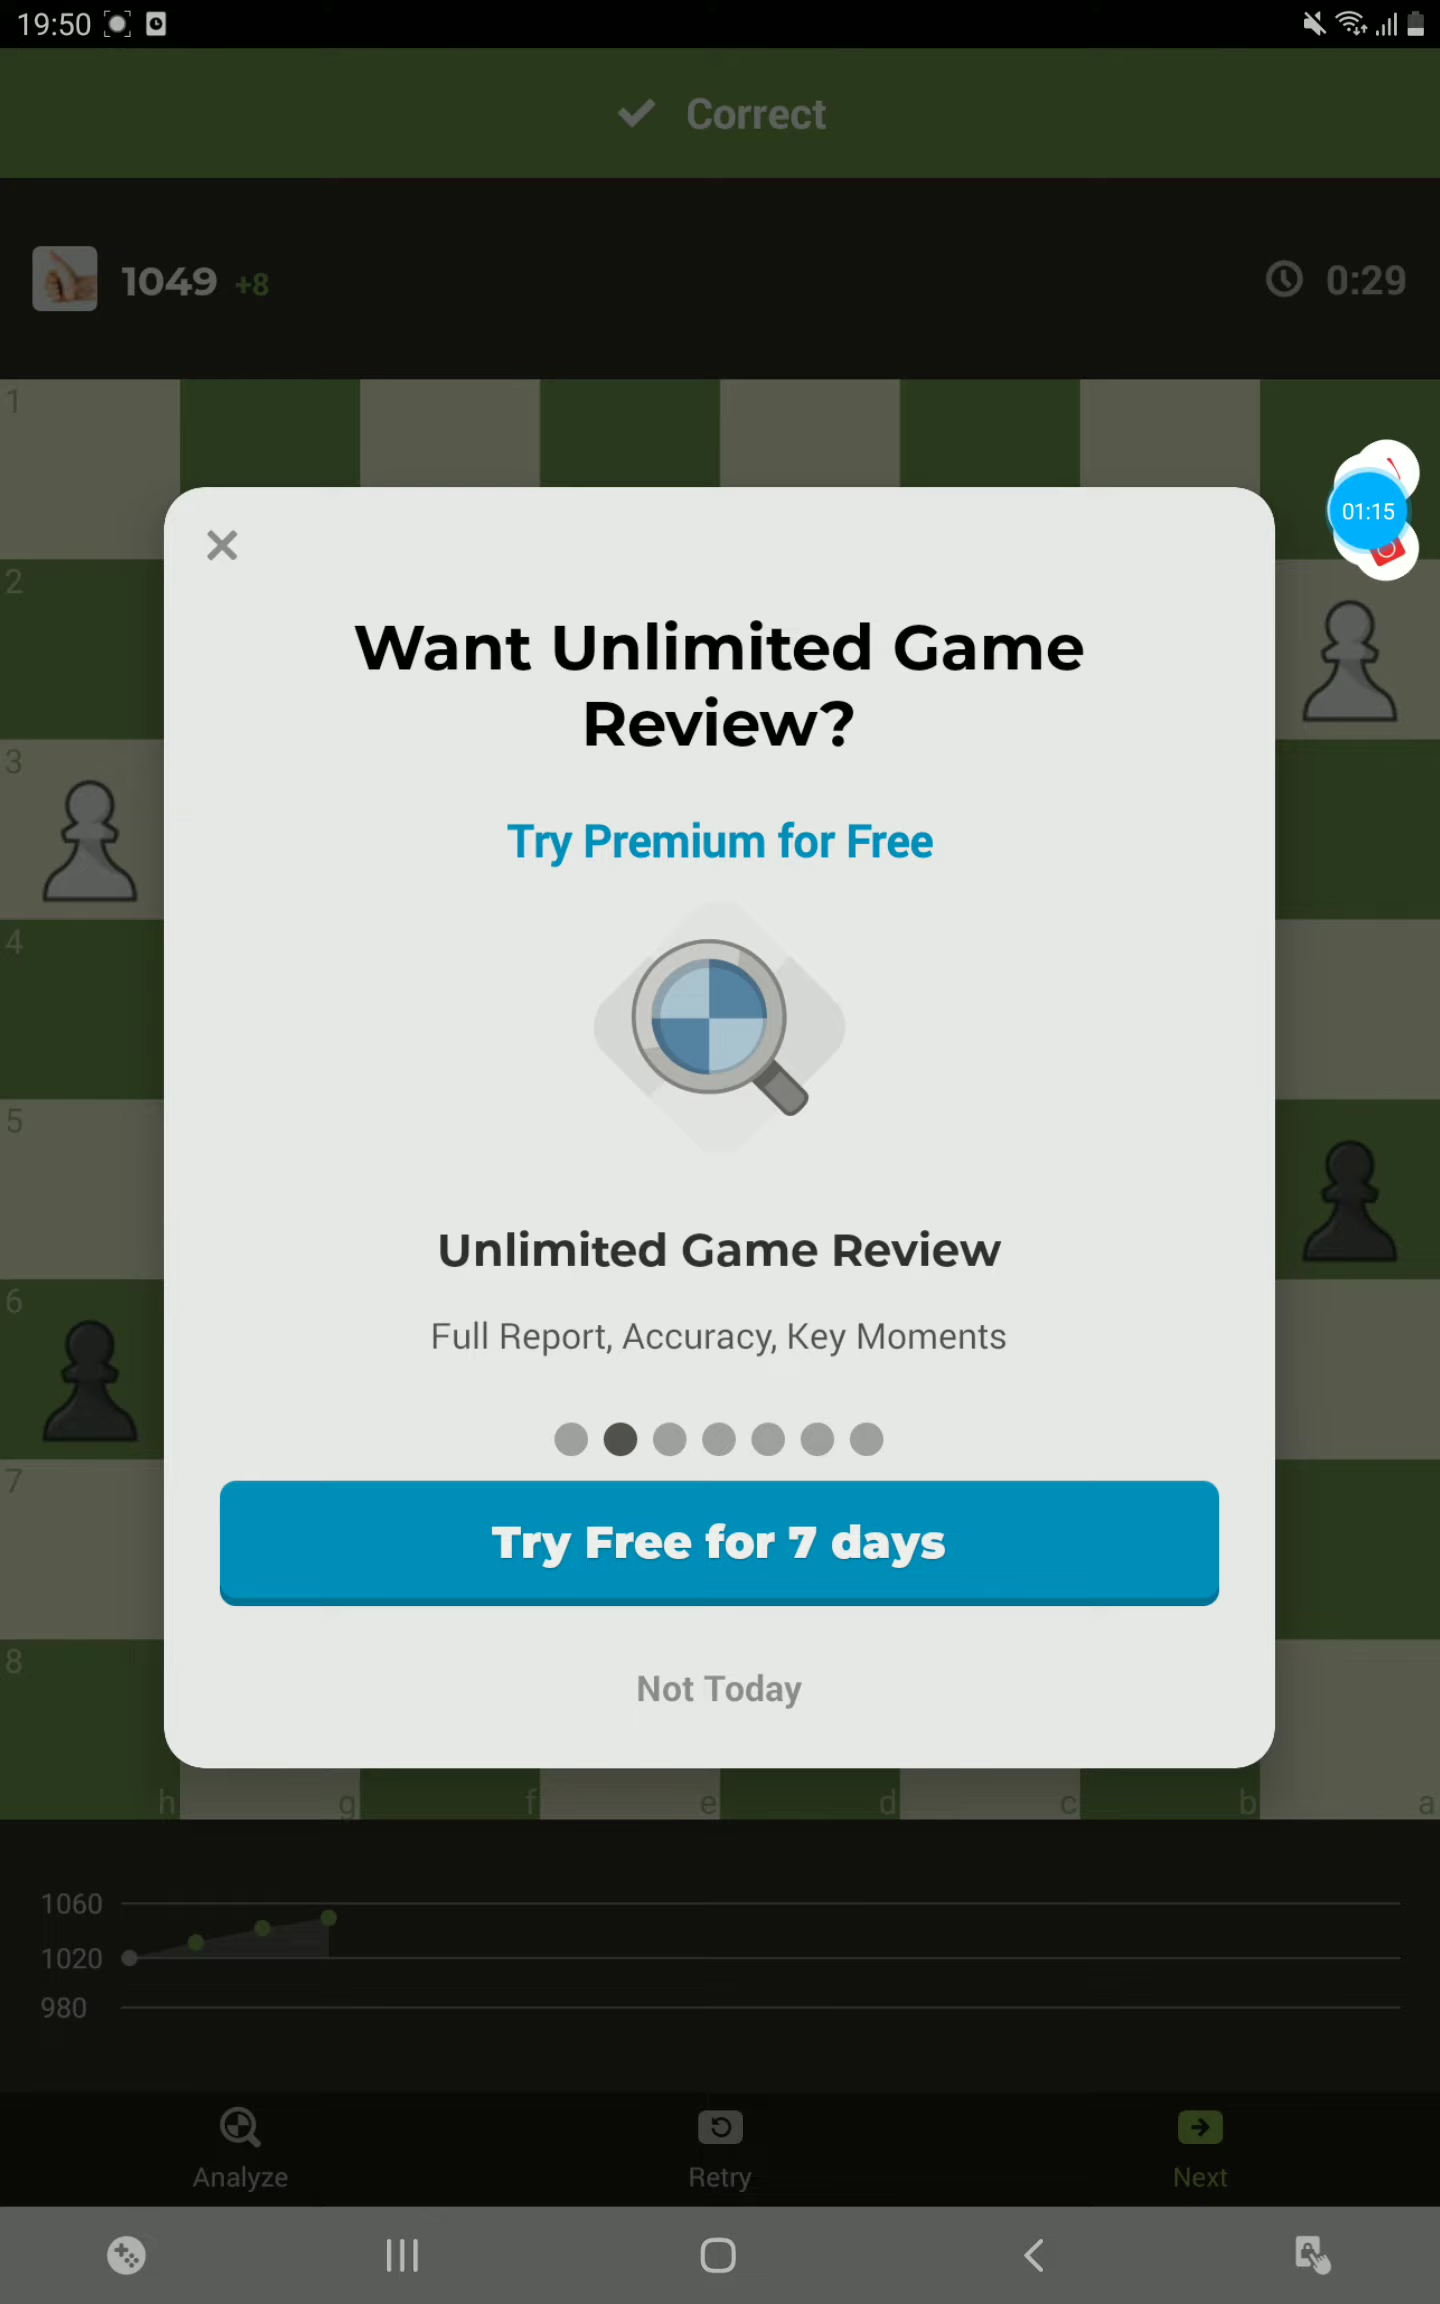 19:50
Correct
1049 +8
0:29
1
01:15
2
3
4
5
6
7
8
Want Unlimited Game
Review?
Try Premium for Free
Unlimited Game Review
Full Report, Accuracy, Key Moments
Try Free for 7 days
Not Today
h g f e d c b a
1060
1020
980
Analyze Retry Next